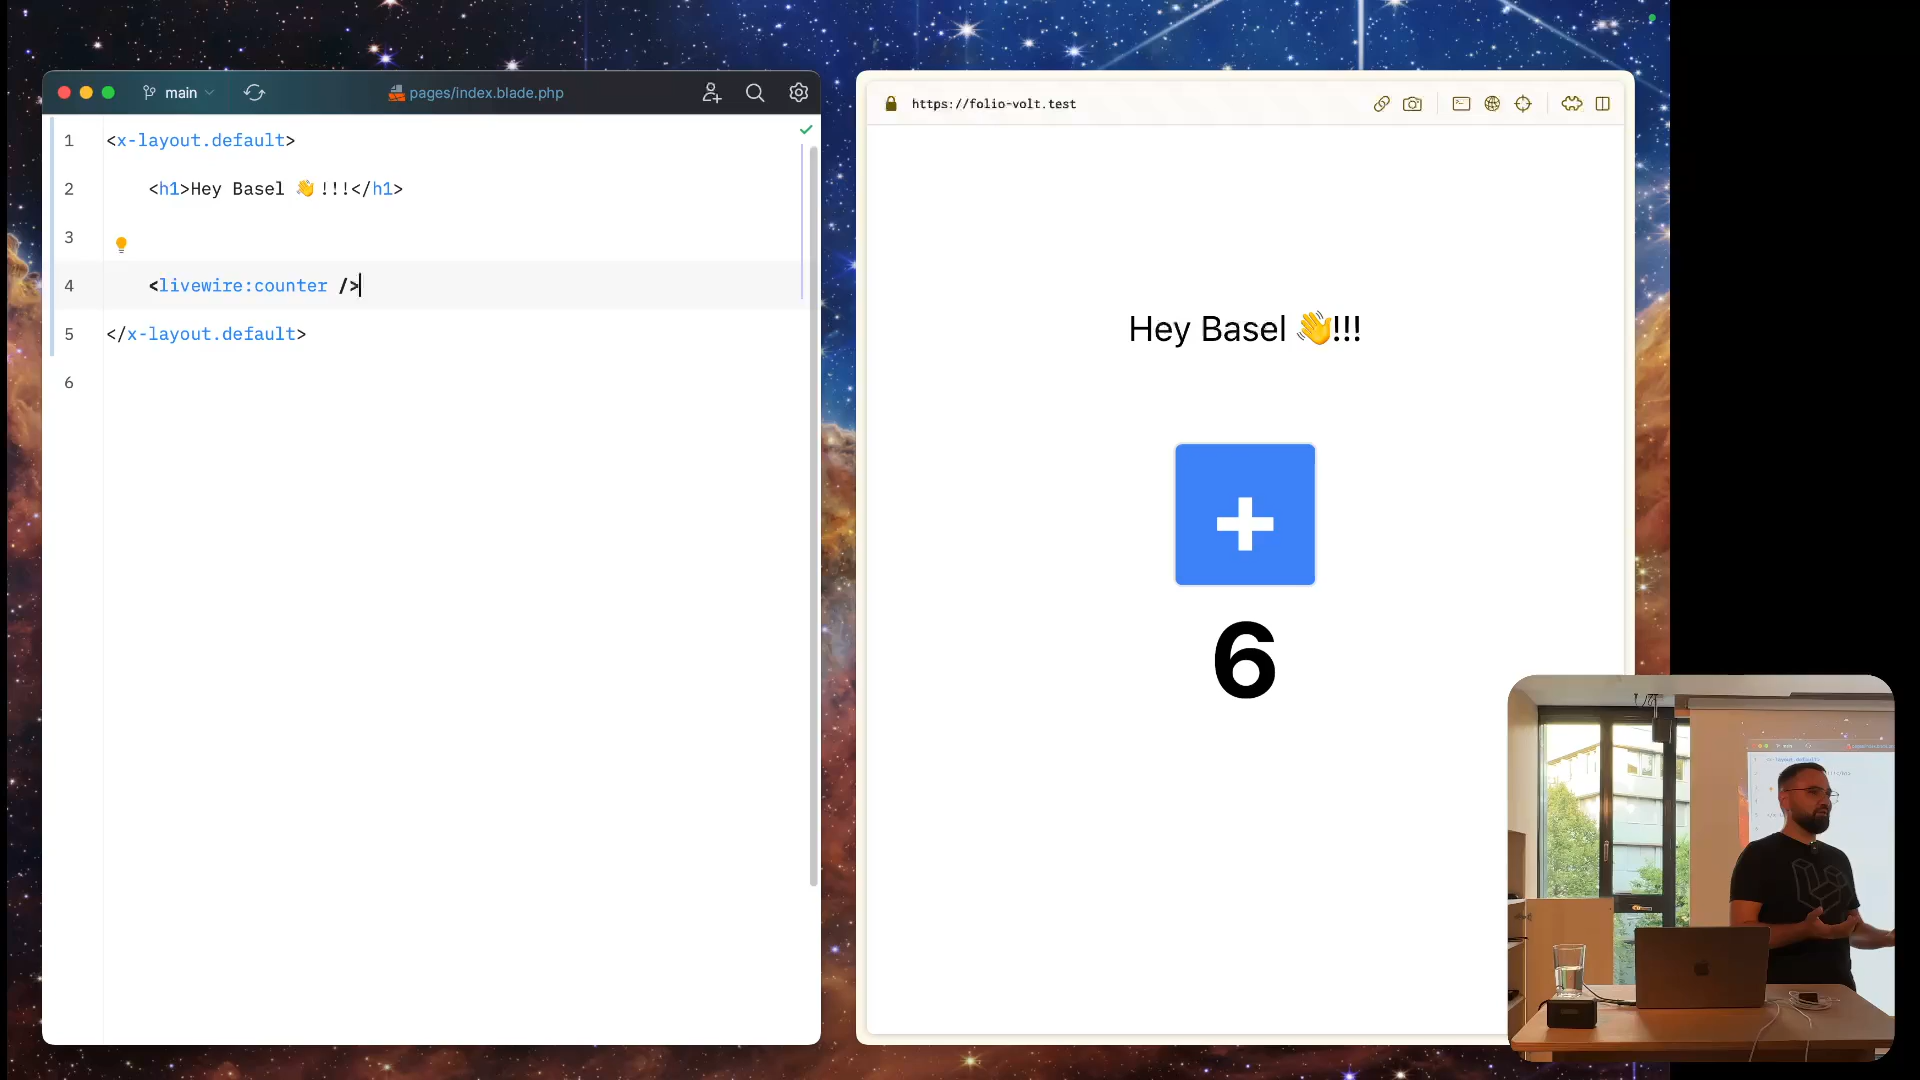 main
pages/index.blade.php
1 <x-layout.default>
2 <h1>Hey Basel 👋!!!</h1>
3
4 <livewire:counter />
5 </x-layout.default>
6
https://folio-volt.test
Hey Basel 👋!!!
+
6